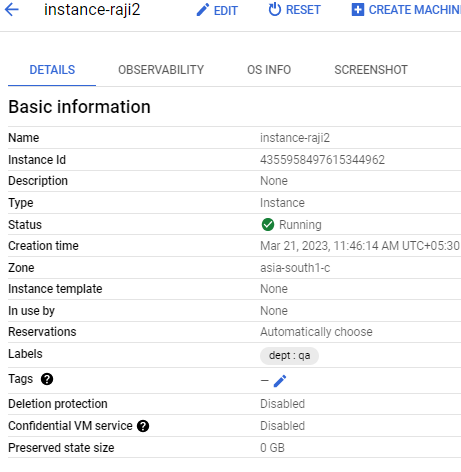 instance-raji2 EDIT RESET CREATE MACHIN
DETAILS OBSERVABILITY OS INFO SCREENSHOT
Basic information
Name instance-raji2
Instance Id 4355958497615344962
Description None
Type Instance
Status Running
Creation time Mar 21, 2023, 11:46:14 AM UTC+05:30
Zone asia-south1-c
Instance template None
In use by None
Reservations Automatically choose
Labels dept : qa
Tags ? —
Deletion protection Disabled
Confidential VM service ? Disabled
Preserved state size 0 GB